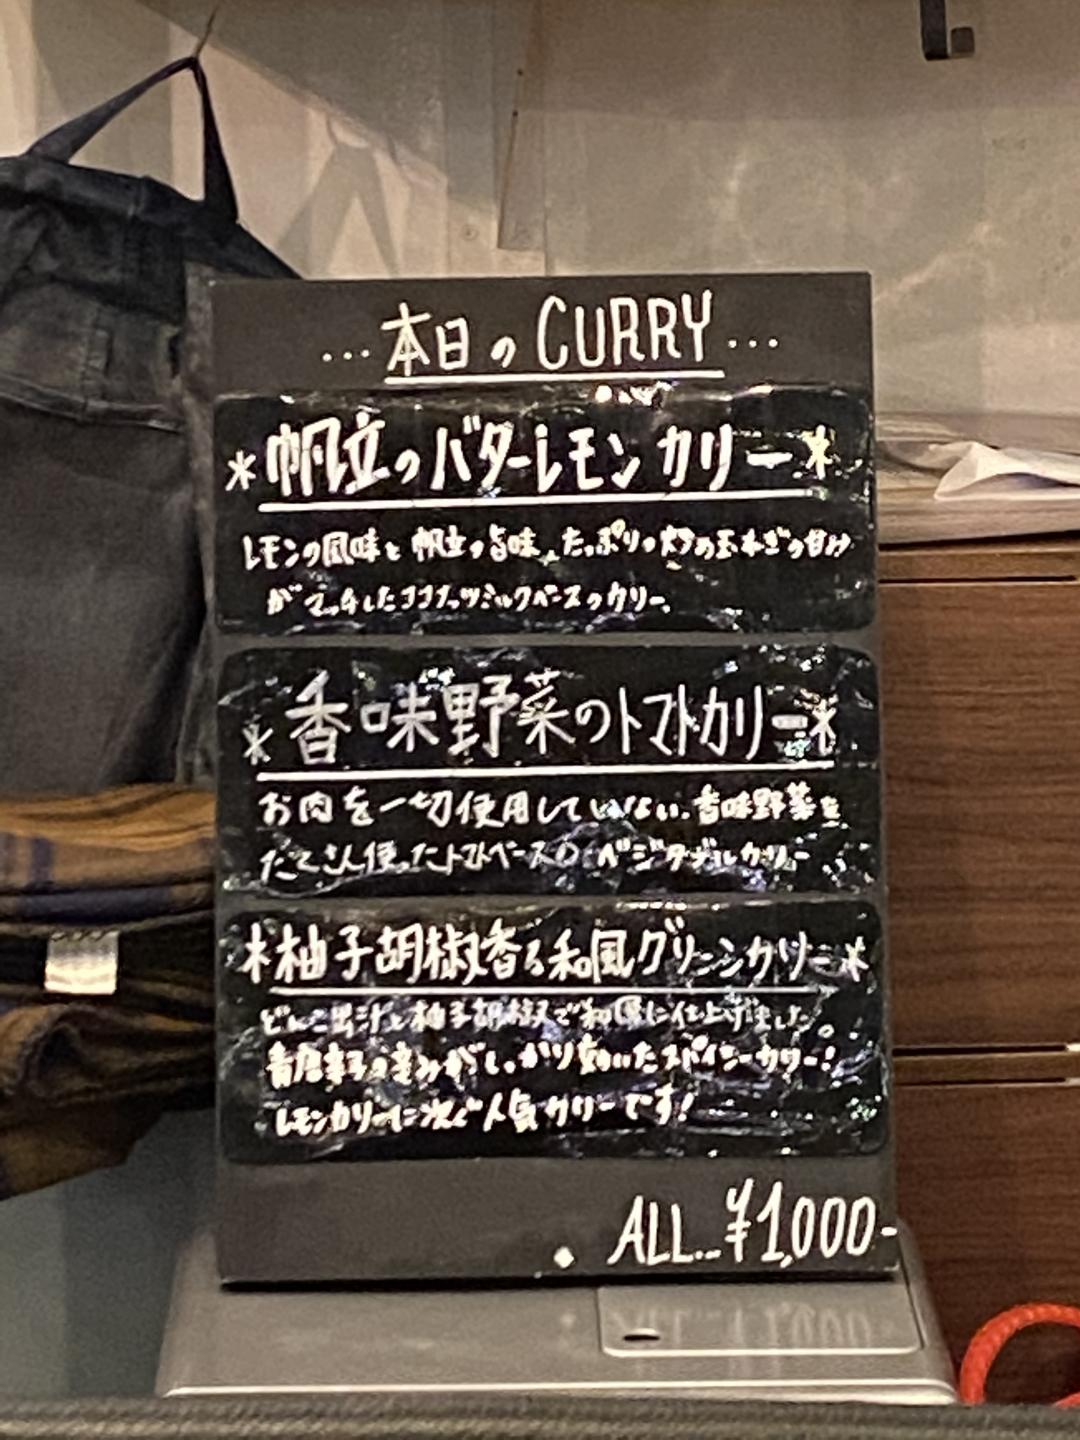 ...本日のCURRY...
*帆立のバターレモンカリー*
レモンの風味と帆立の旨味、たっぷりの炒め玉ねぎの甘み
がマッチしたココナッツミルクベースのカリー。
*香味野菜のトマトカリー*
お肉を一切使用していない、香味野菜を
たくさん使ったトマトベースのベジタブルカリー
*柚子胡椒香る和風グリーンカリー*
どんこ出汁と柚子胡椒で和風に仕上げました。
青唐辛子の辛みがしっかり効いたスパイシーカリー!
レモンカリーに次ぐ人気カリーです!
ALL...¥1,000-